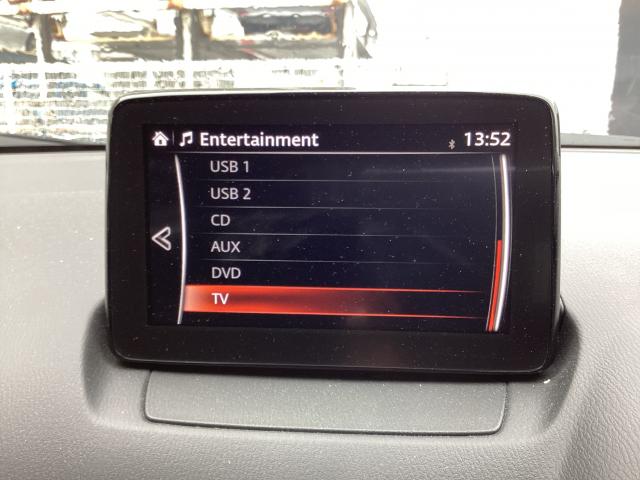 Entertainment 13:52
USB 1
USB 2
CD
AUX
DVD
TV